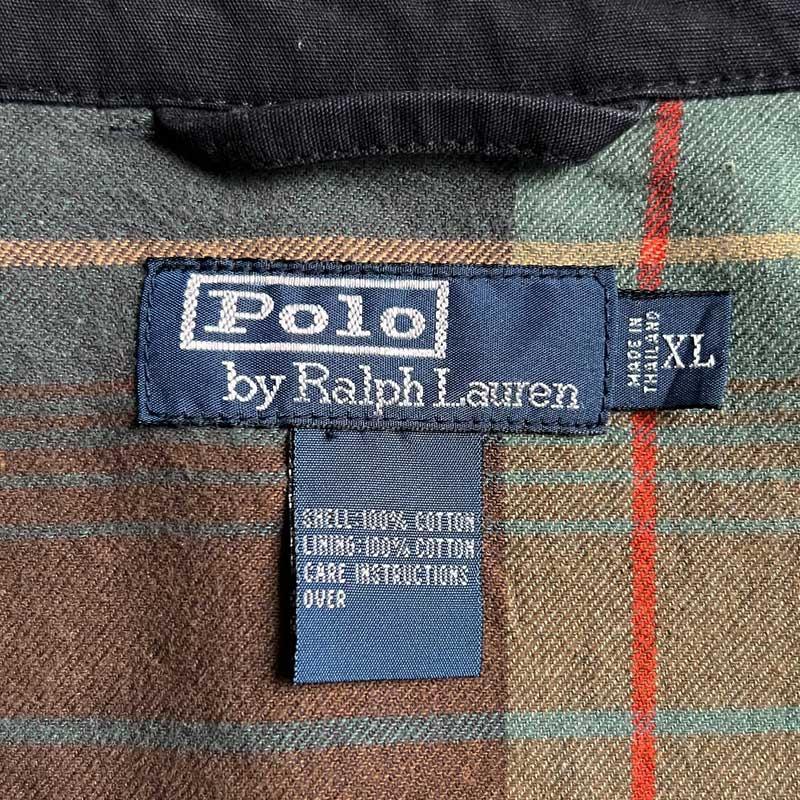 Polo
by Ralph Lauren
MADE IN
THAILAND
XL
SHELL:100% COTTON
LINING:100% COTTON
CARE INSTRUCTIONS
OVER